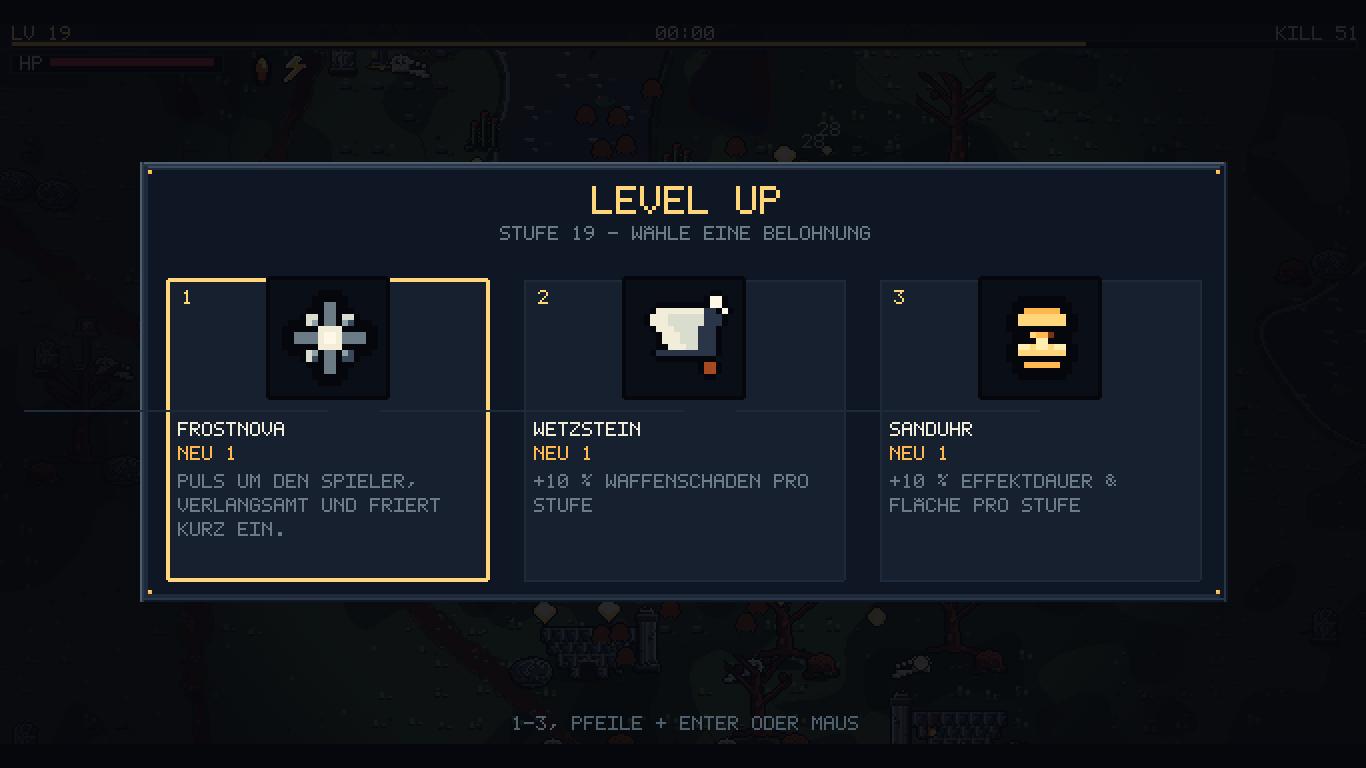 LV 19
00:00
KILL 51
HP
28
28
LEVEL UP
STUFE 19 – WÄHLE EINE BELOHNUNG
1
2
3
FROSTNOVA
NEU 1
PULS UM DEN SPIELER,
VERLANGSAMT UND FRIERT
KURZ EIN.
WETZSTEIN
NEU 1
+10 % WAFFENSCHADEN PRO
STUFE
SANDUHR
NEU 1
+10 % EFFEKTDAUER &
FLÄCHE PRO STUFE
1–3, PFEILE + ENTER ODER MAUS